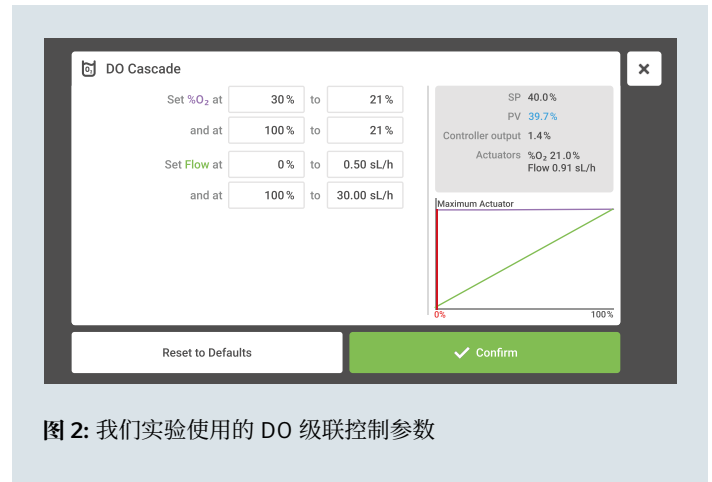 DO Cascade
Set %O₂ at 30 % to 21 %
and at 100 % to 21 %
Set Flow at 0 % to 0.50 sL/h
and at 100 % to 30.00 sL/h
SP 40.0 %
PV 39.7 %
Controller output 1.4 %
Actuators %O₂ 21.0 %
Flow 0.91 sL/h
Maximum Actuator
0% 100 %
Reset to Defaults
Confirm
图 2: 我们实验使用的 DO 级联控制参数